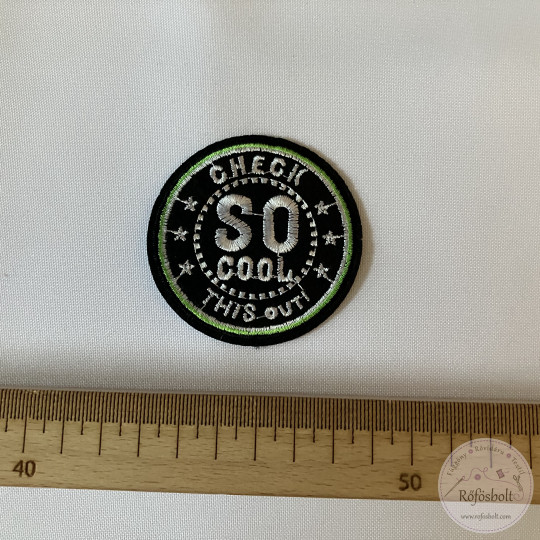 CHECK
SO
COOL
THIS OUT!
40
50
Rőfösbolt
www.rofosbolt.com